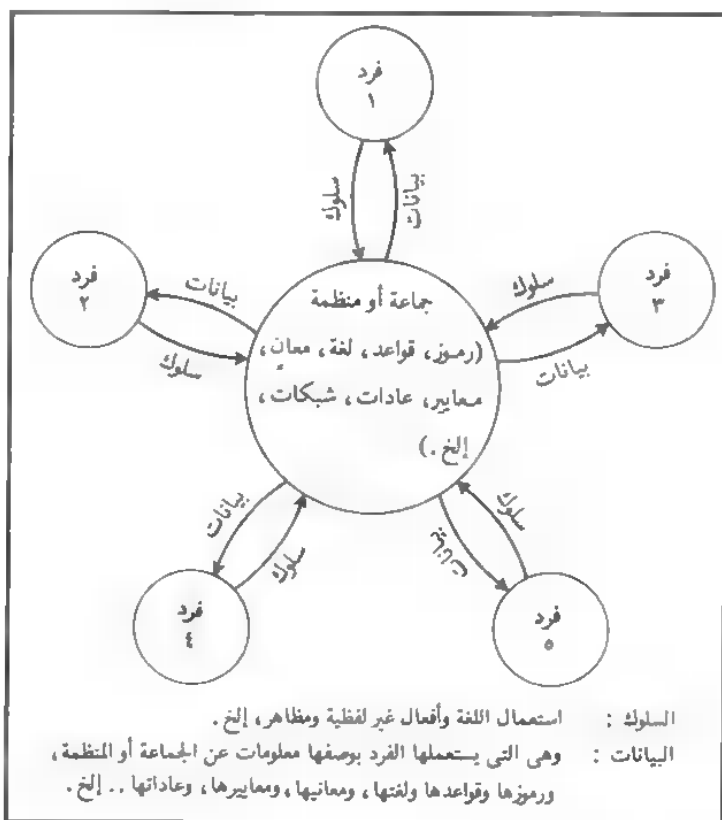 فرد
١
سلوك
بيانات
فرد
٢
بيانات
سلوك
فرد
٣
سلوك
بيانات
جماعة أو منظمة
(رموز، قواعد، لغة، معانٍ،
معايير، عادات، شبكات،
إلخ.)
بيانات
سلوك
فرد
٤
سلوك
بيانات
فرد
٥
السلوك : استعمال اللغة وأفعال غير لفظية ومظاهر، إلخ.
البيانات : وهى التي يستعملها الفرد بوصفها معلومات عن الجماعة أو المنظمة،
ورموزها وقواعدها ولغتها، ومعانيها، ومعاييرها، وعاداتها .. إلخ.